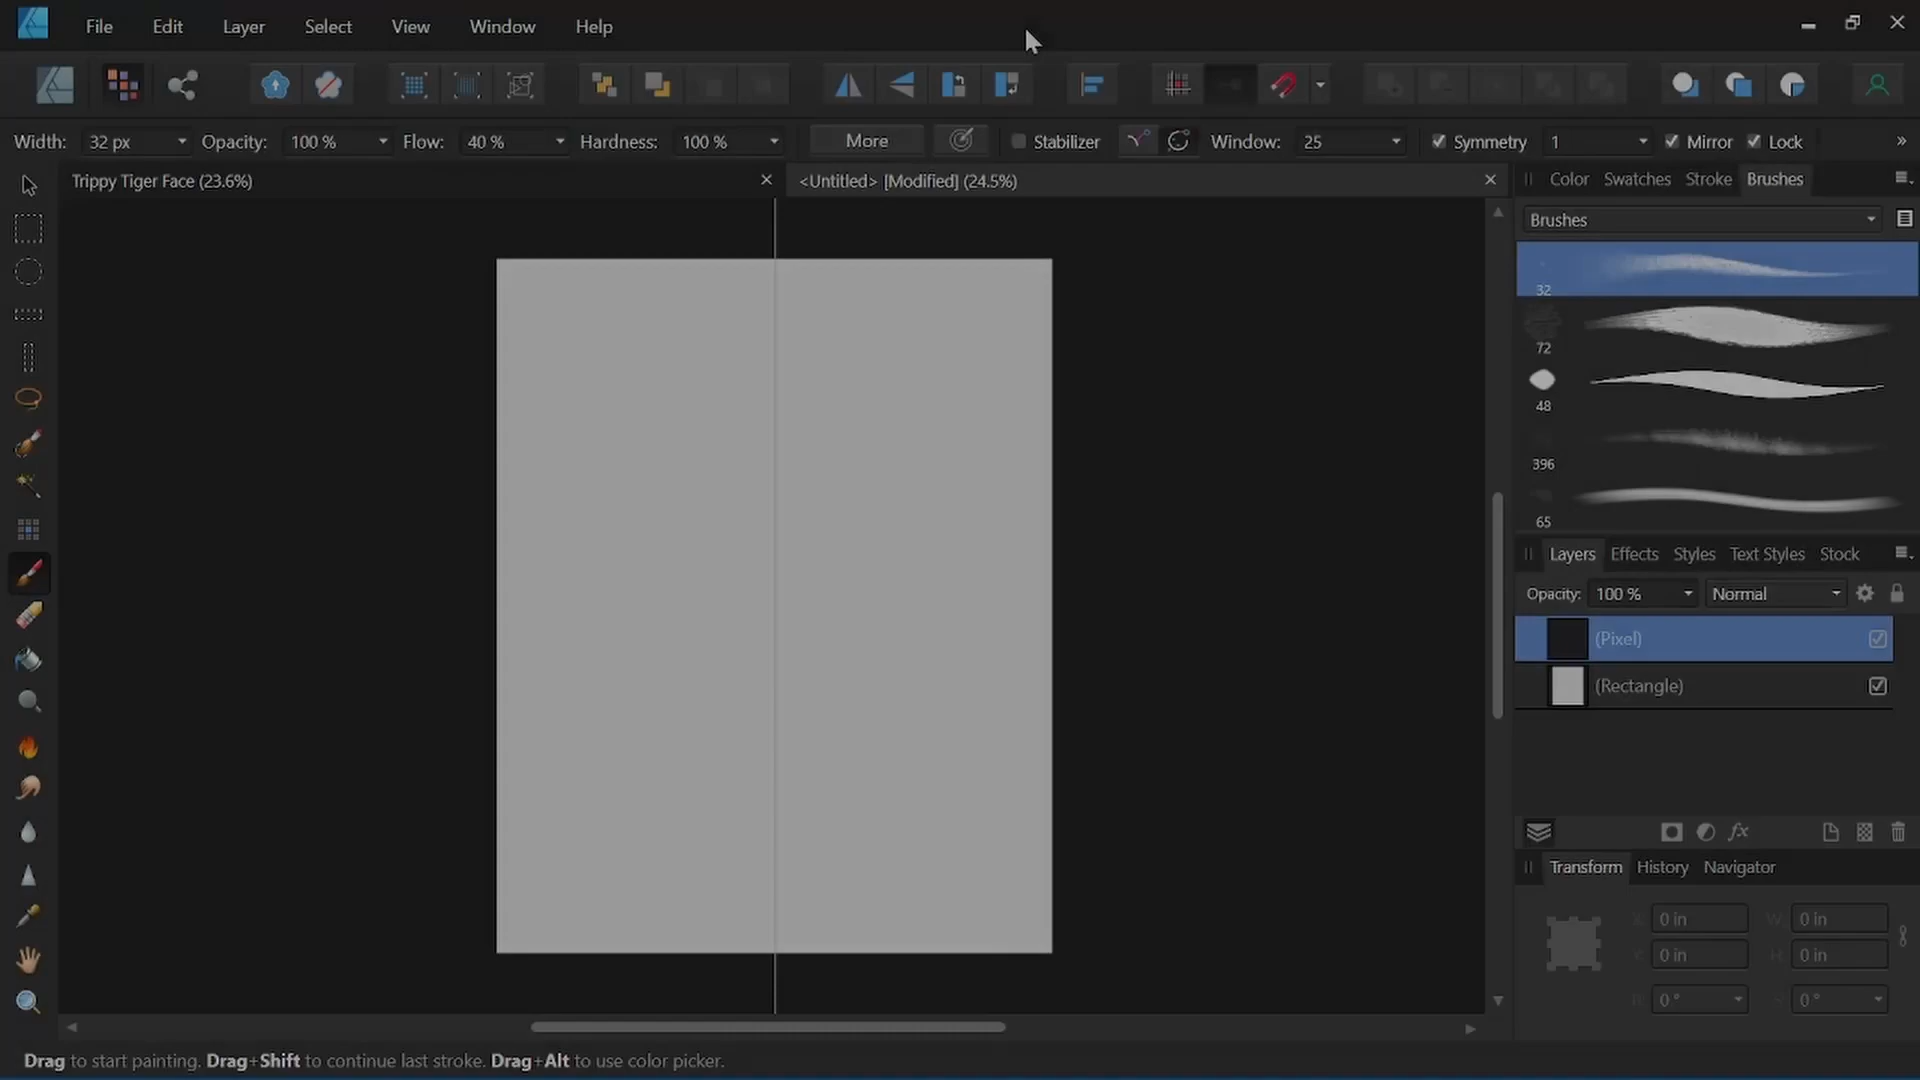 File Edit Layer Select View Window Help
Width: 32 px Opacity: 100 % Flow: 40 % Hardness: 100 % More Stabilizer Window: 25 Symmetry 1 Mirror Lock »
Trippy Tiger Face (23.6%) <Untitled> [Modified] (24.5%)
Color Swatches Stroke Brushes
Brushes
32
72
48
396
65
Layers Effects Styles Text Styles Stock
Opacity: 100 % Normal
(Pixel)
(Rectangle)
fx
Transform History Navigator
0 in 0 in
0 in 0 in
0 ° 0 °
Drag to start painting. Drag+Shift to continue last stroke. Drag+Alt to use color picker.